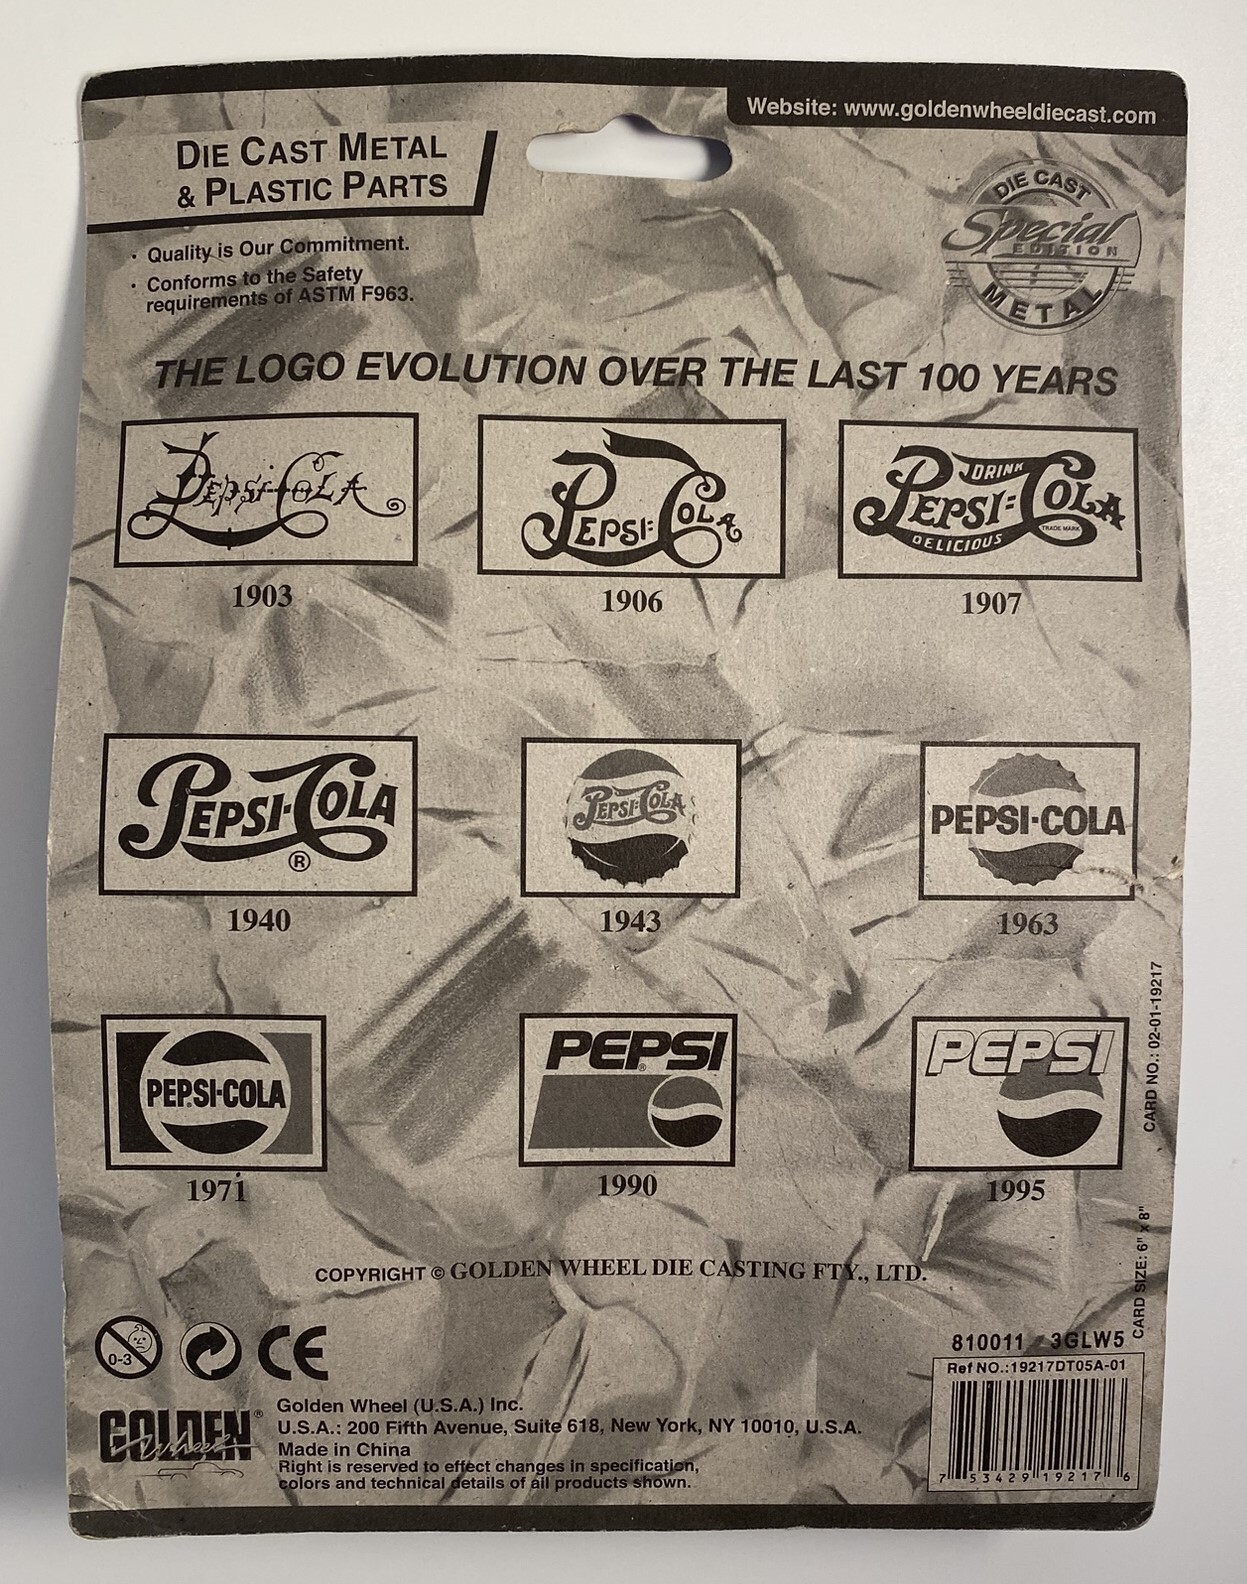 Website: www.goldenwheeldiecast.com
DIE CAST METAL
& PLASTIC PARTS
· Quality is Our Commitment.
· Conforms to the Safety
requirements of ASTM F963.
DIE CAST
Special
EDITION
METAL
THE LOGO EVOLUTION OVER THE LAST 100 YEARS
PEPSI-COLA
1903
PEPSI:COLA
1906
DRINK
PEPSI=COLA
TRADE MARK
DELICIOUS
1907
PEPSI-COLA
®
1940
PEPSI-COLA
1943
PEPSI·COLA
1963
PEPSI-COLA
1971
PEPSI®
1990
PEPSI
1995
CARD NO.: 02-01-19217
CARD SIZE: 6" x 8"
COPYRIGHT © GOLDEN WHEEL DIE CASTING FTY., LTD.
0-3
CE
810011 3GLW5
Ref NO.:19217DT05A-01
7 53429 19217 6
GOLDEN®
Wheel
Golden Wheel (U.S.A.) Inc.
U.S.A.: 200 Fifth Avenue, Suite 618, New York, NY 10010, U.S.A.
Made in China
Right is reserved to effect changes in specification,
colors and technical details of all products shown.